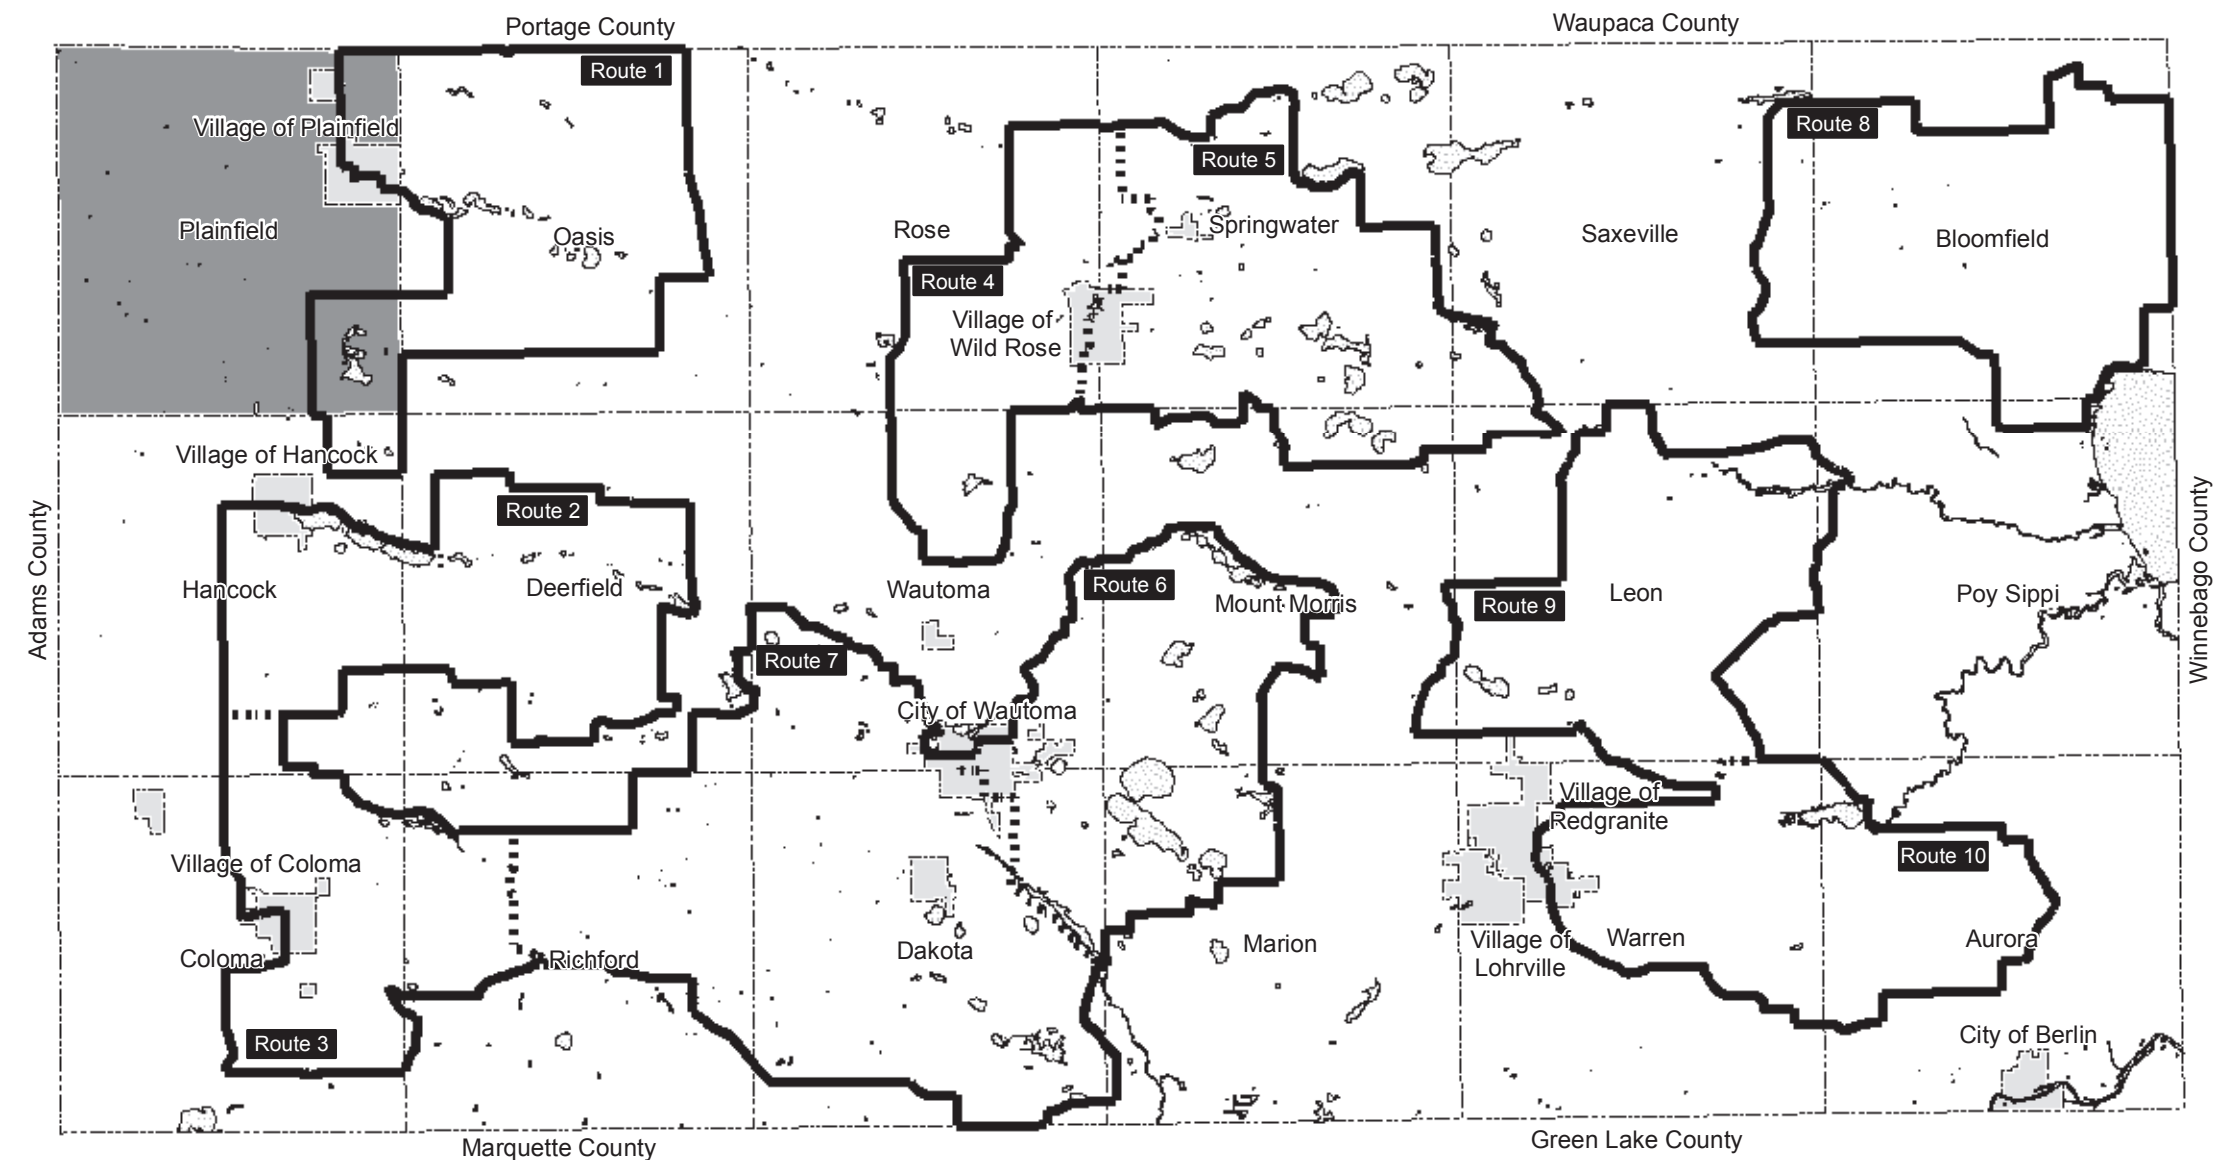 Portage County
Waupaca County
Route 1
Village of Plainfield
Route 8
Route 5
Plainfield
Oasis
Rose
Springwater
Saxeville
Bloomfield
Route 4
Village of
Wild Rose
Village of Hancock
Route 2
Adams County
Winnebago County
Hancock
Deerfield
Wautoma
Route 6
Mount Morris
Route 9
Leon
Poy Sippi
Route 7
City of Wautoma
Village of
Redgranite
Village of Coloma
Route 10
Coloma
Richford
Dakota
Marion
Village of
Lohrville
Warren
Aurora
Route 3
City of Berlin
Marquette County
Green Lake County